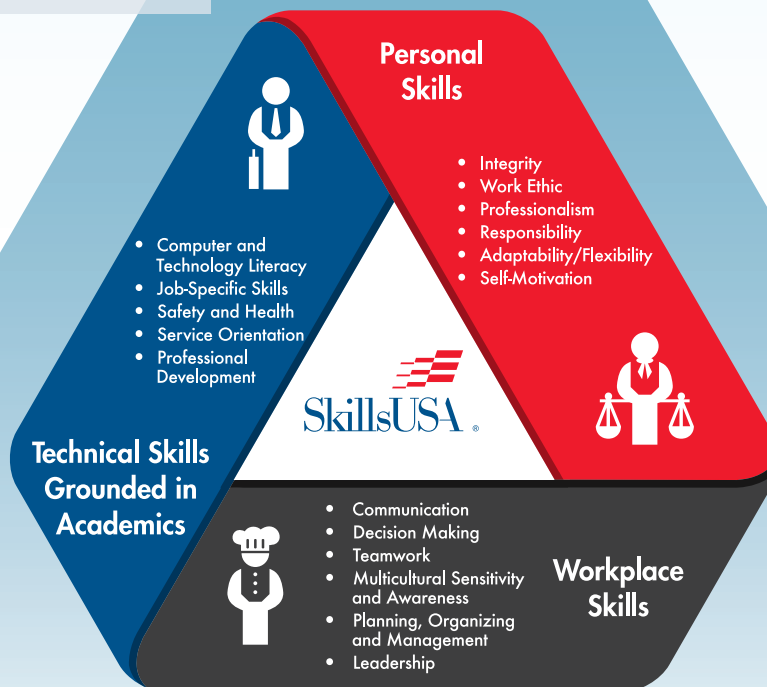 Personal
Skills
• Integrity
• Work Ethic
• Professionalism
• Responsibility
• Adaptability/Flexibility
• Self-Motivation
• Computer and
Technology Literacy
• Job-Specific Skills
• Safety and Health
• Service Orientation
• Professional
Development
SkillsUSA®
Technical Skills
Grounded in
Academics
• Communication
• Decision Making
• Teamwork
• Multicultural Sensitivity
and Awareness
• Planning, Organizing
and Management
• Leadership
Workplace
Skills